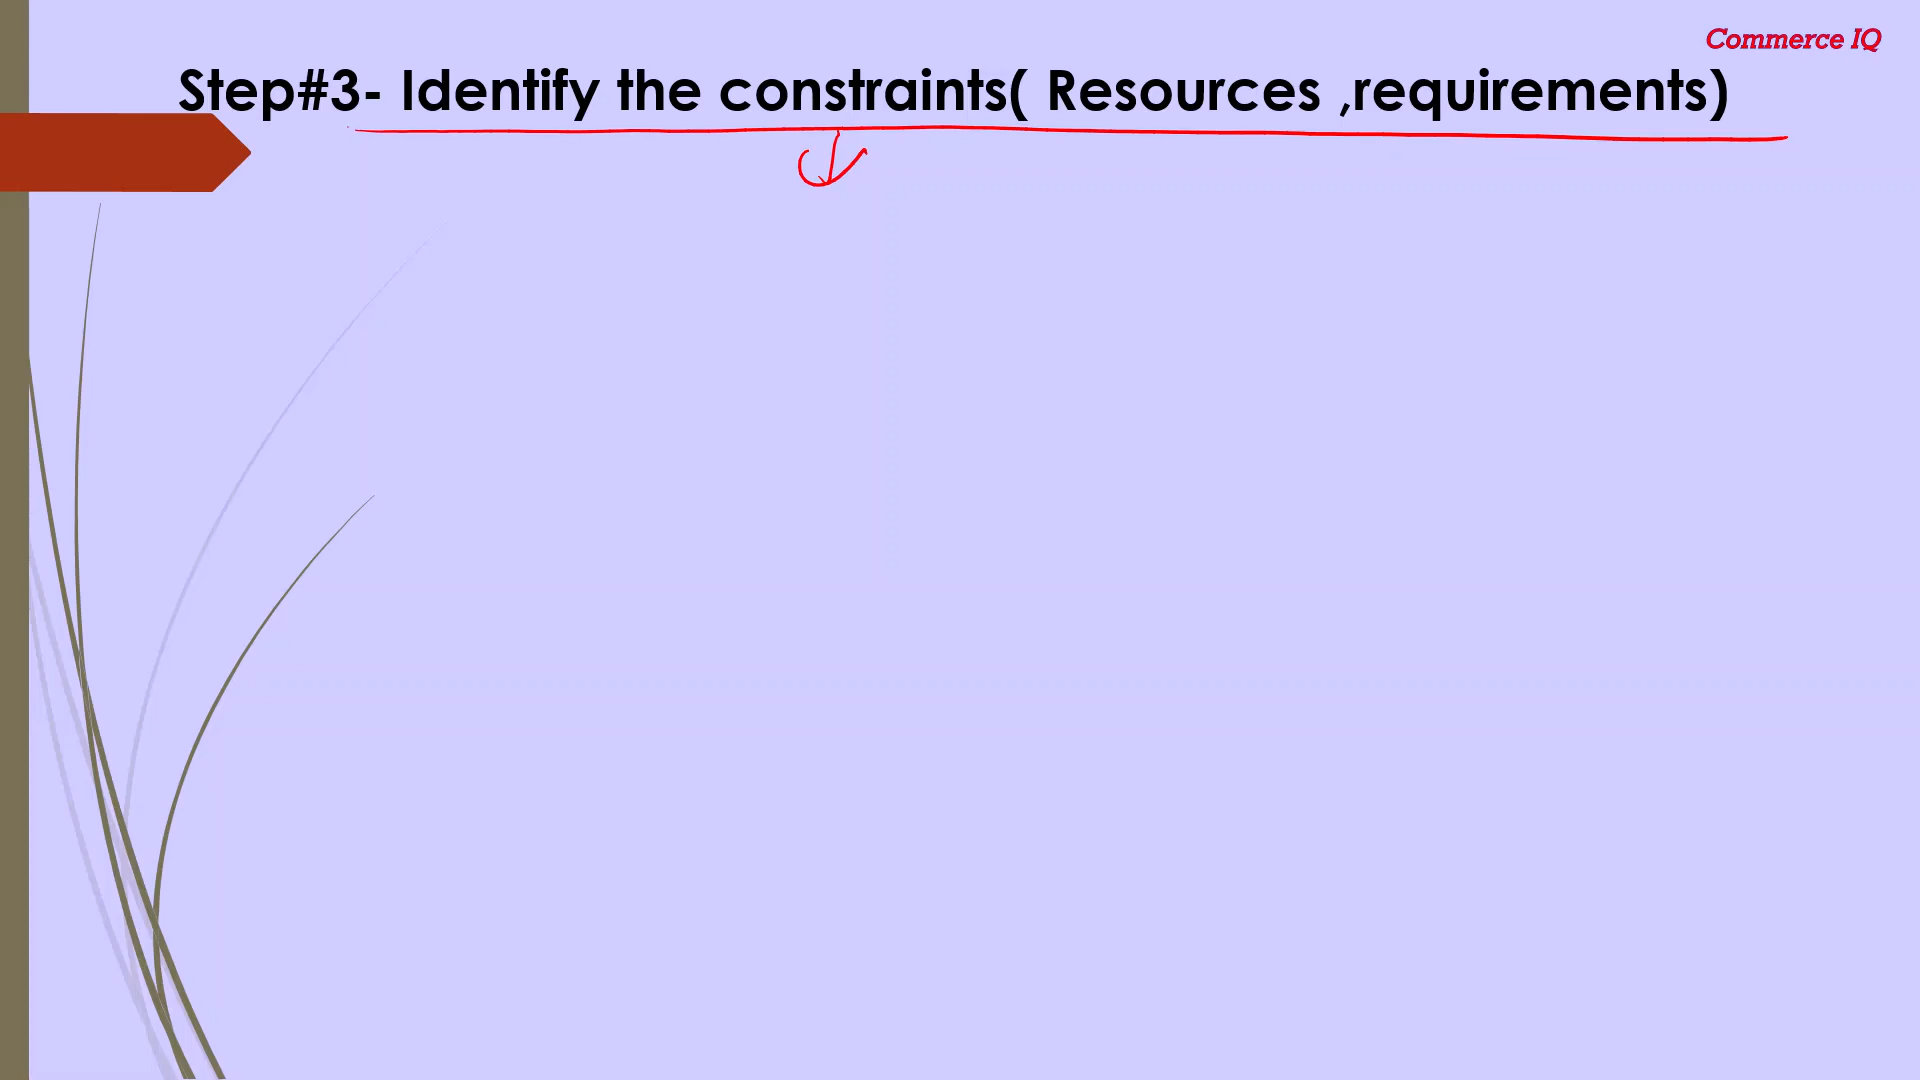 Commerce IQ
Step#3- Identify the constraints( Resources ,requirements)